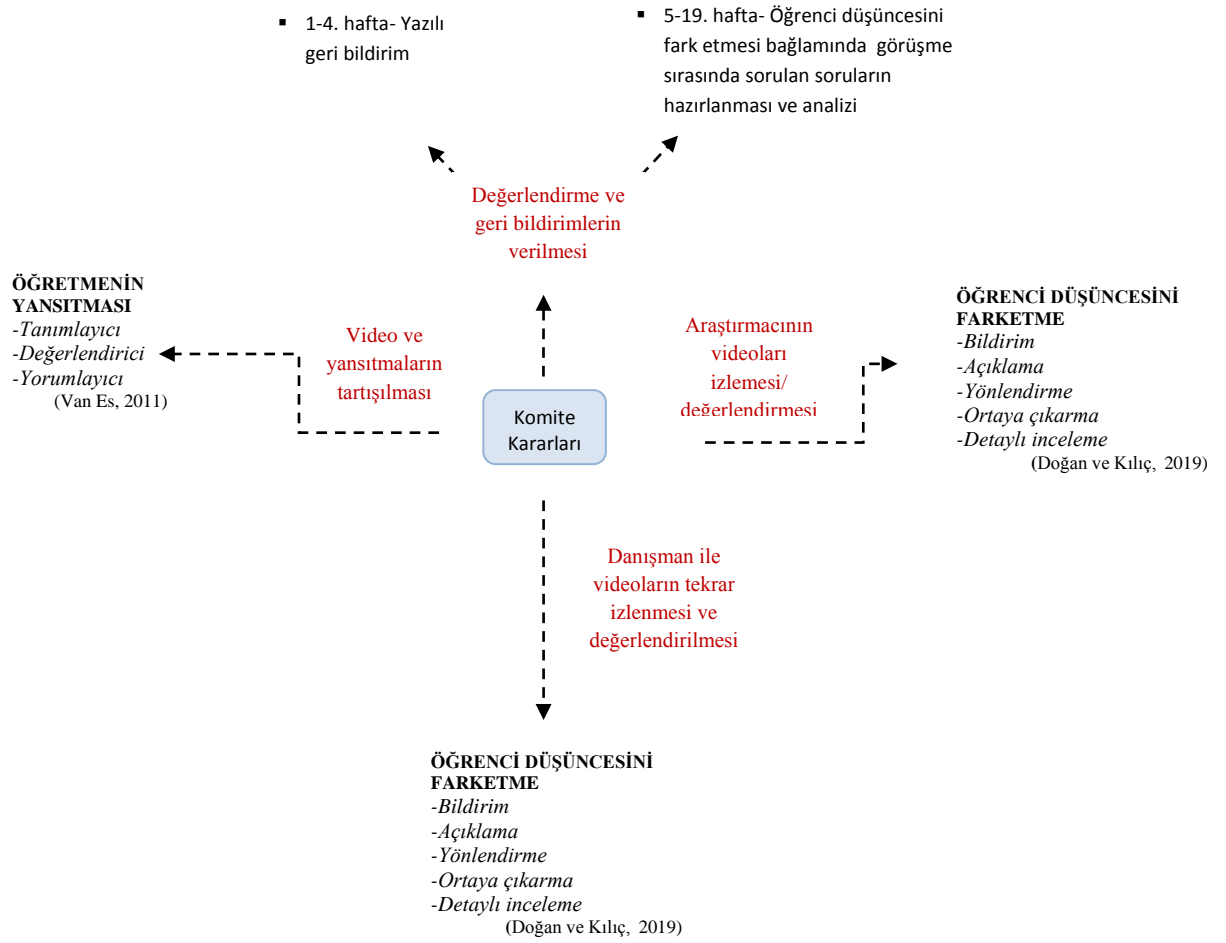 ▪ 1-4. hafta- Yazılı
geri bildirim
▪ 5-19. hafta- Öğrenci düşüncesini
fark etmesi bağlamında görüşme
sırasında sorulan soruların
hazırlanması ve analizi
Değerlendirme ve
geri bildirimlerin
verilmesi
ÖĞRETMENİN
YANSITMASI
-Tanımlayıcı
-Değerlendirici
-Yorumlayıcı
(Van Es, 2011)
Video ve
yansıtmaların
tartışılması
Komite
Kararları
Araştırmacının
videoları
izlemesi/
değerlendirmesi
ÖĞRENCİ DÜŞÜNCESİNİ
FARKETME
-Bildirim
-Açıklama
-Yönlendirme
-Ortaya çıkarma
-Detaylı inceleme
(Doğan ve Kılıç, 2019)
Danışman ile
videoların tekrar
izlenmesi ve
değerlendirilmesi
ÖĞRENCİ DÜŞÜNCESİNİ
FARKETME
-Bildirim
-Açıklama
-Yönlendirme
-Ortaya çıkarma
-Detaylı inceleme
(Doğan ve Kılıç, 2019)